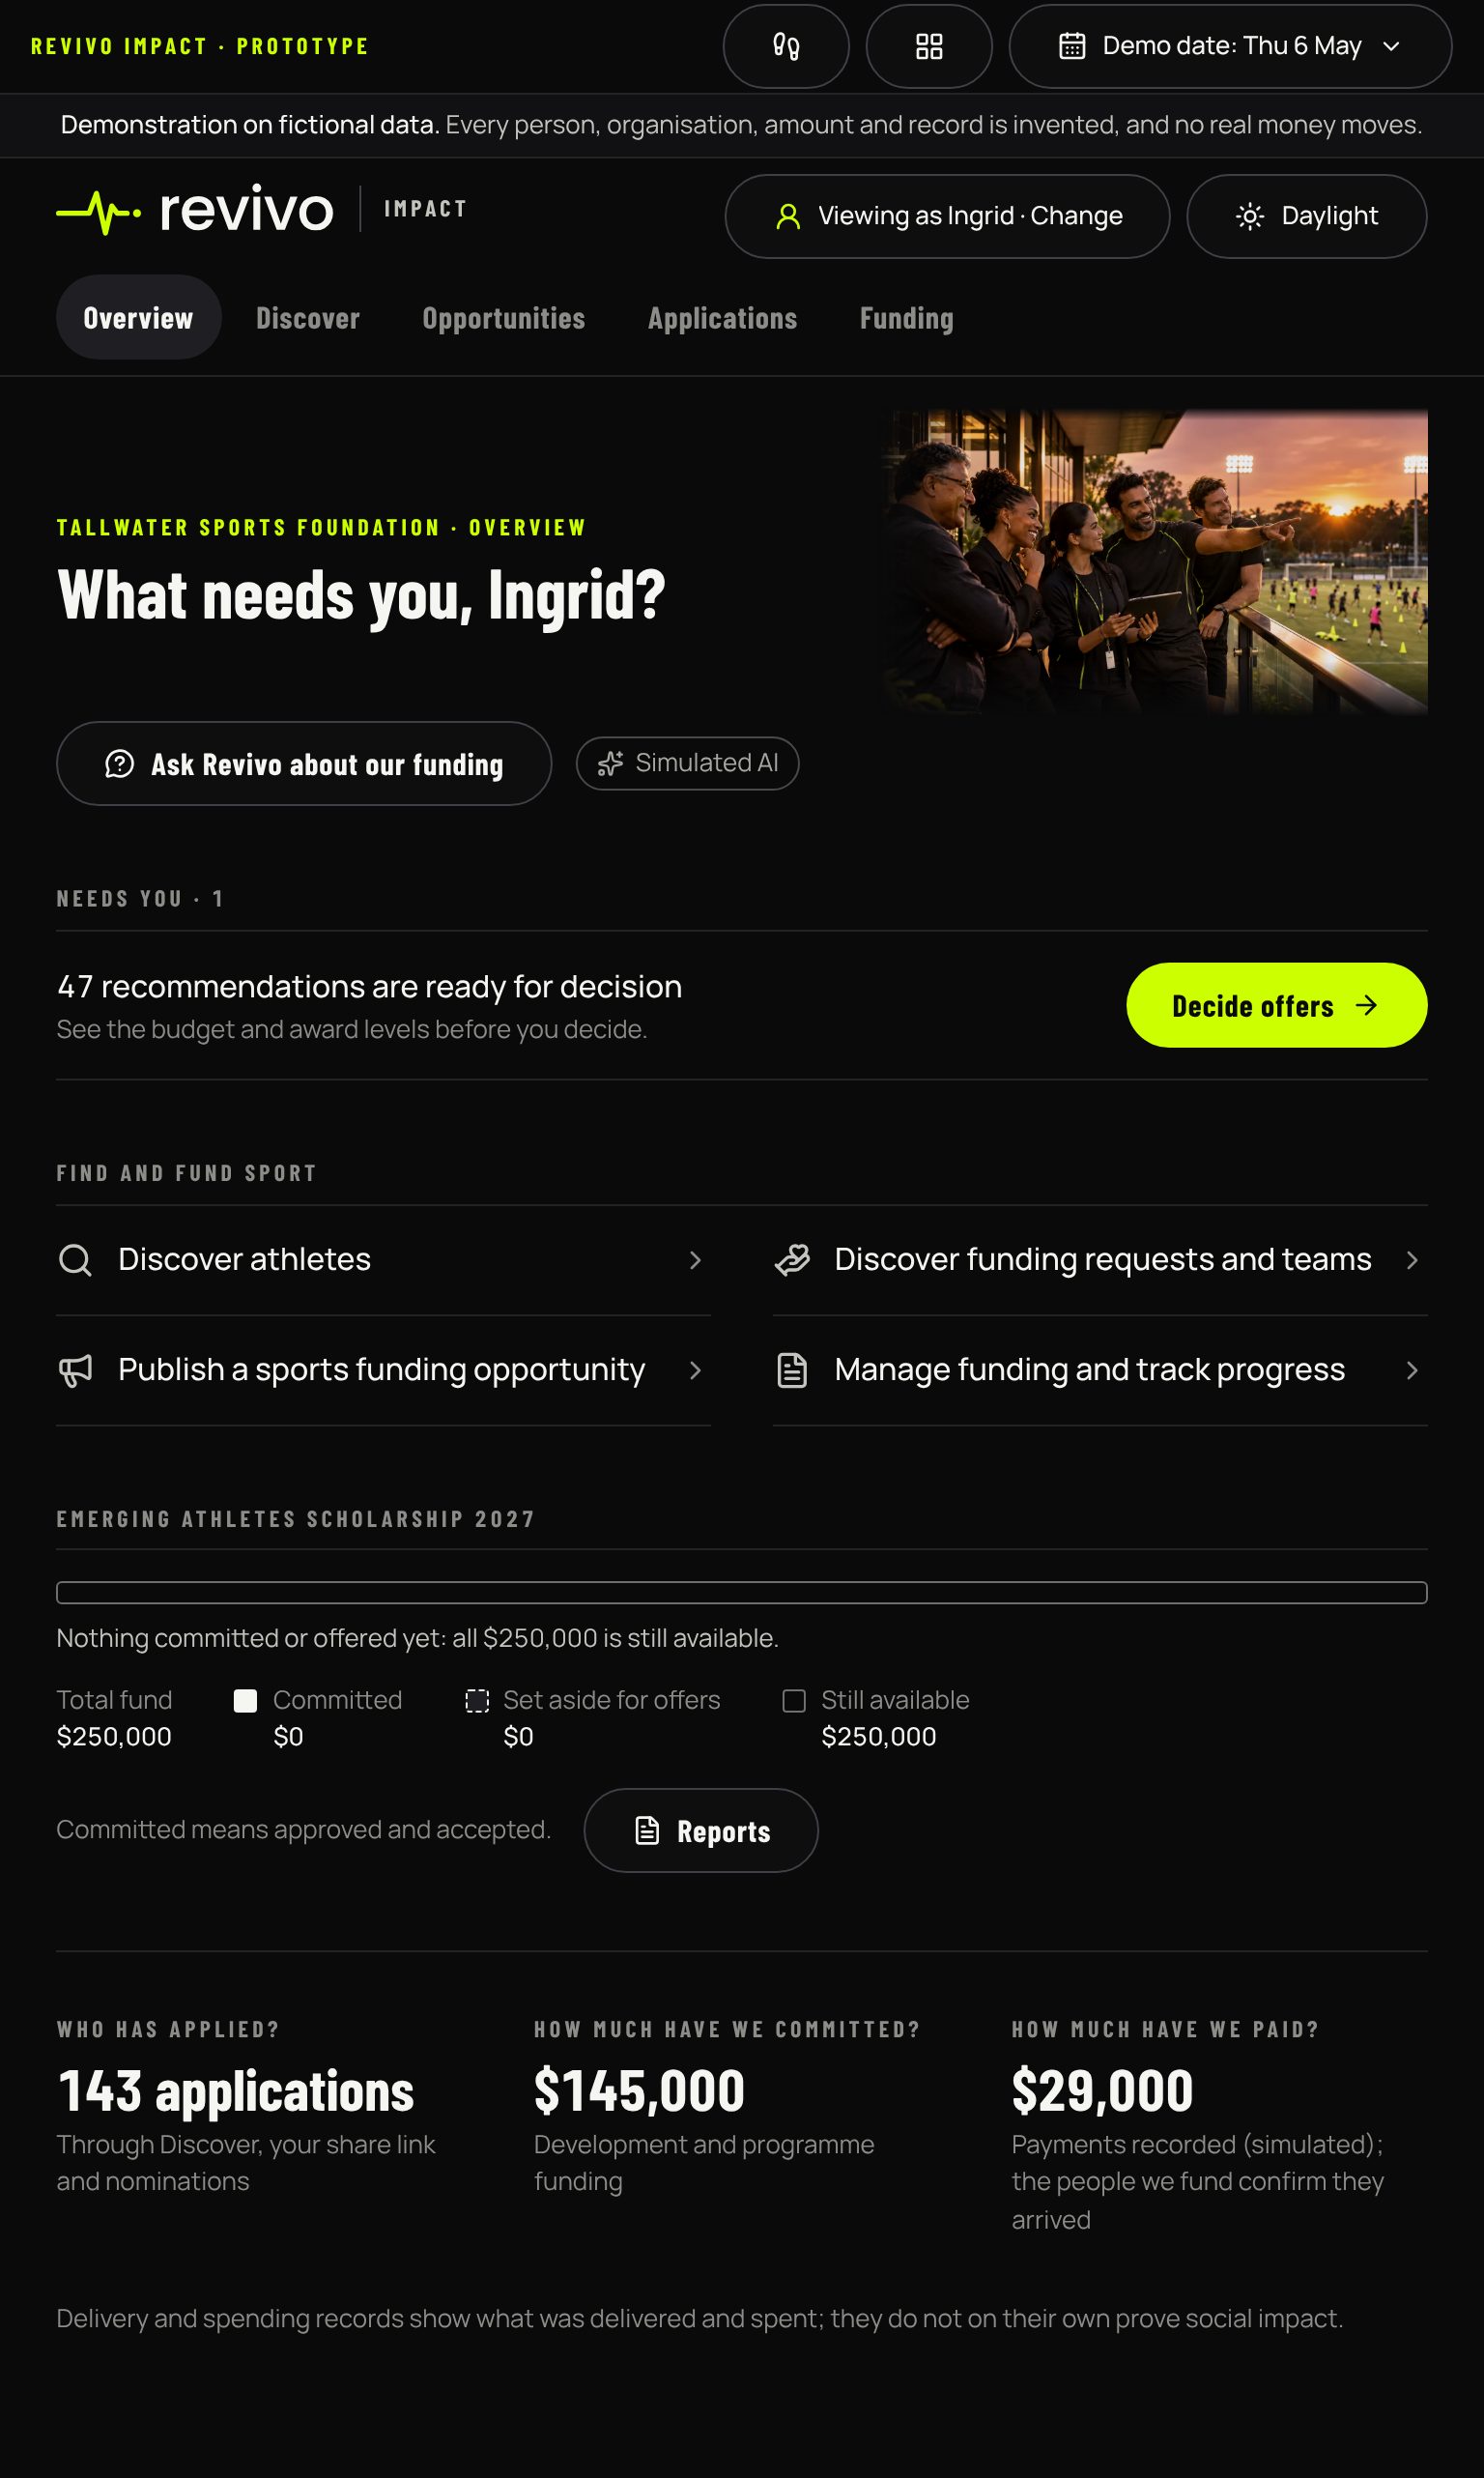 REVIVO IMPACT · PROTOTYPE
Demo date: Thu 6 May
Demonstration on fictional data. Every person, organisation, amount and record is invented, and no real money moves.
revivo
IMPACT
Viewing as Ingrid · Change
Daylight
Overview
Discover
Opportunities
Applications
Funding
TALLWATER SPORTS FOUNDATION · OVERVIEW
What needs you, Ingrid?
Ask Revivo about our funding
Simulated AI
NEEDS YOU · 1
47 recommendations are ready for decision
See the budget and award levels before you decide.
Decide offers
FIND AND FUND SPORT
Discover athletes
Discover funding requests and teams
Publish a sports funding opportunity
Manage funding and track progress
EMERGING ATHLETES SCHOLARSHIP 2027
Nothing committed or offered yet: all $250,000 is still available.
Total fund
$250,000
Committed
$0
Set aside for offers
$0
Still available
$250,000
Committed means approved and accepted.
Reports
WHO HAS APPLIED?
143 applications
Through Discover, your share link
and nominations
HOW MUCH HAVE WE COMMITTED?
$145,000
Development and programme
funding
HOW MUCH HAVE WE PAID?
$29,000
Payments recorded (simulated);
the people we fund confirm they
arrived
Delivery and spending records show what was delivered and spent; they do not on their own prove social impact.